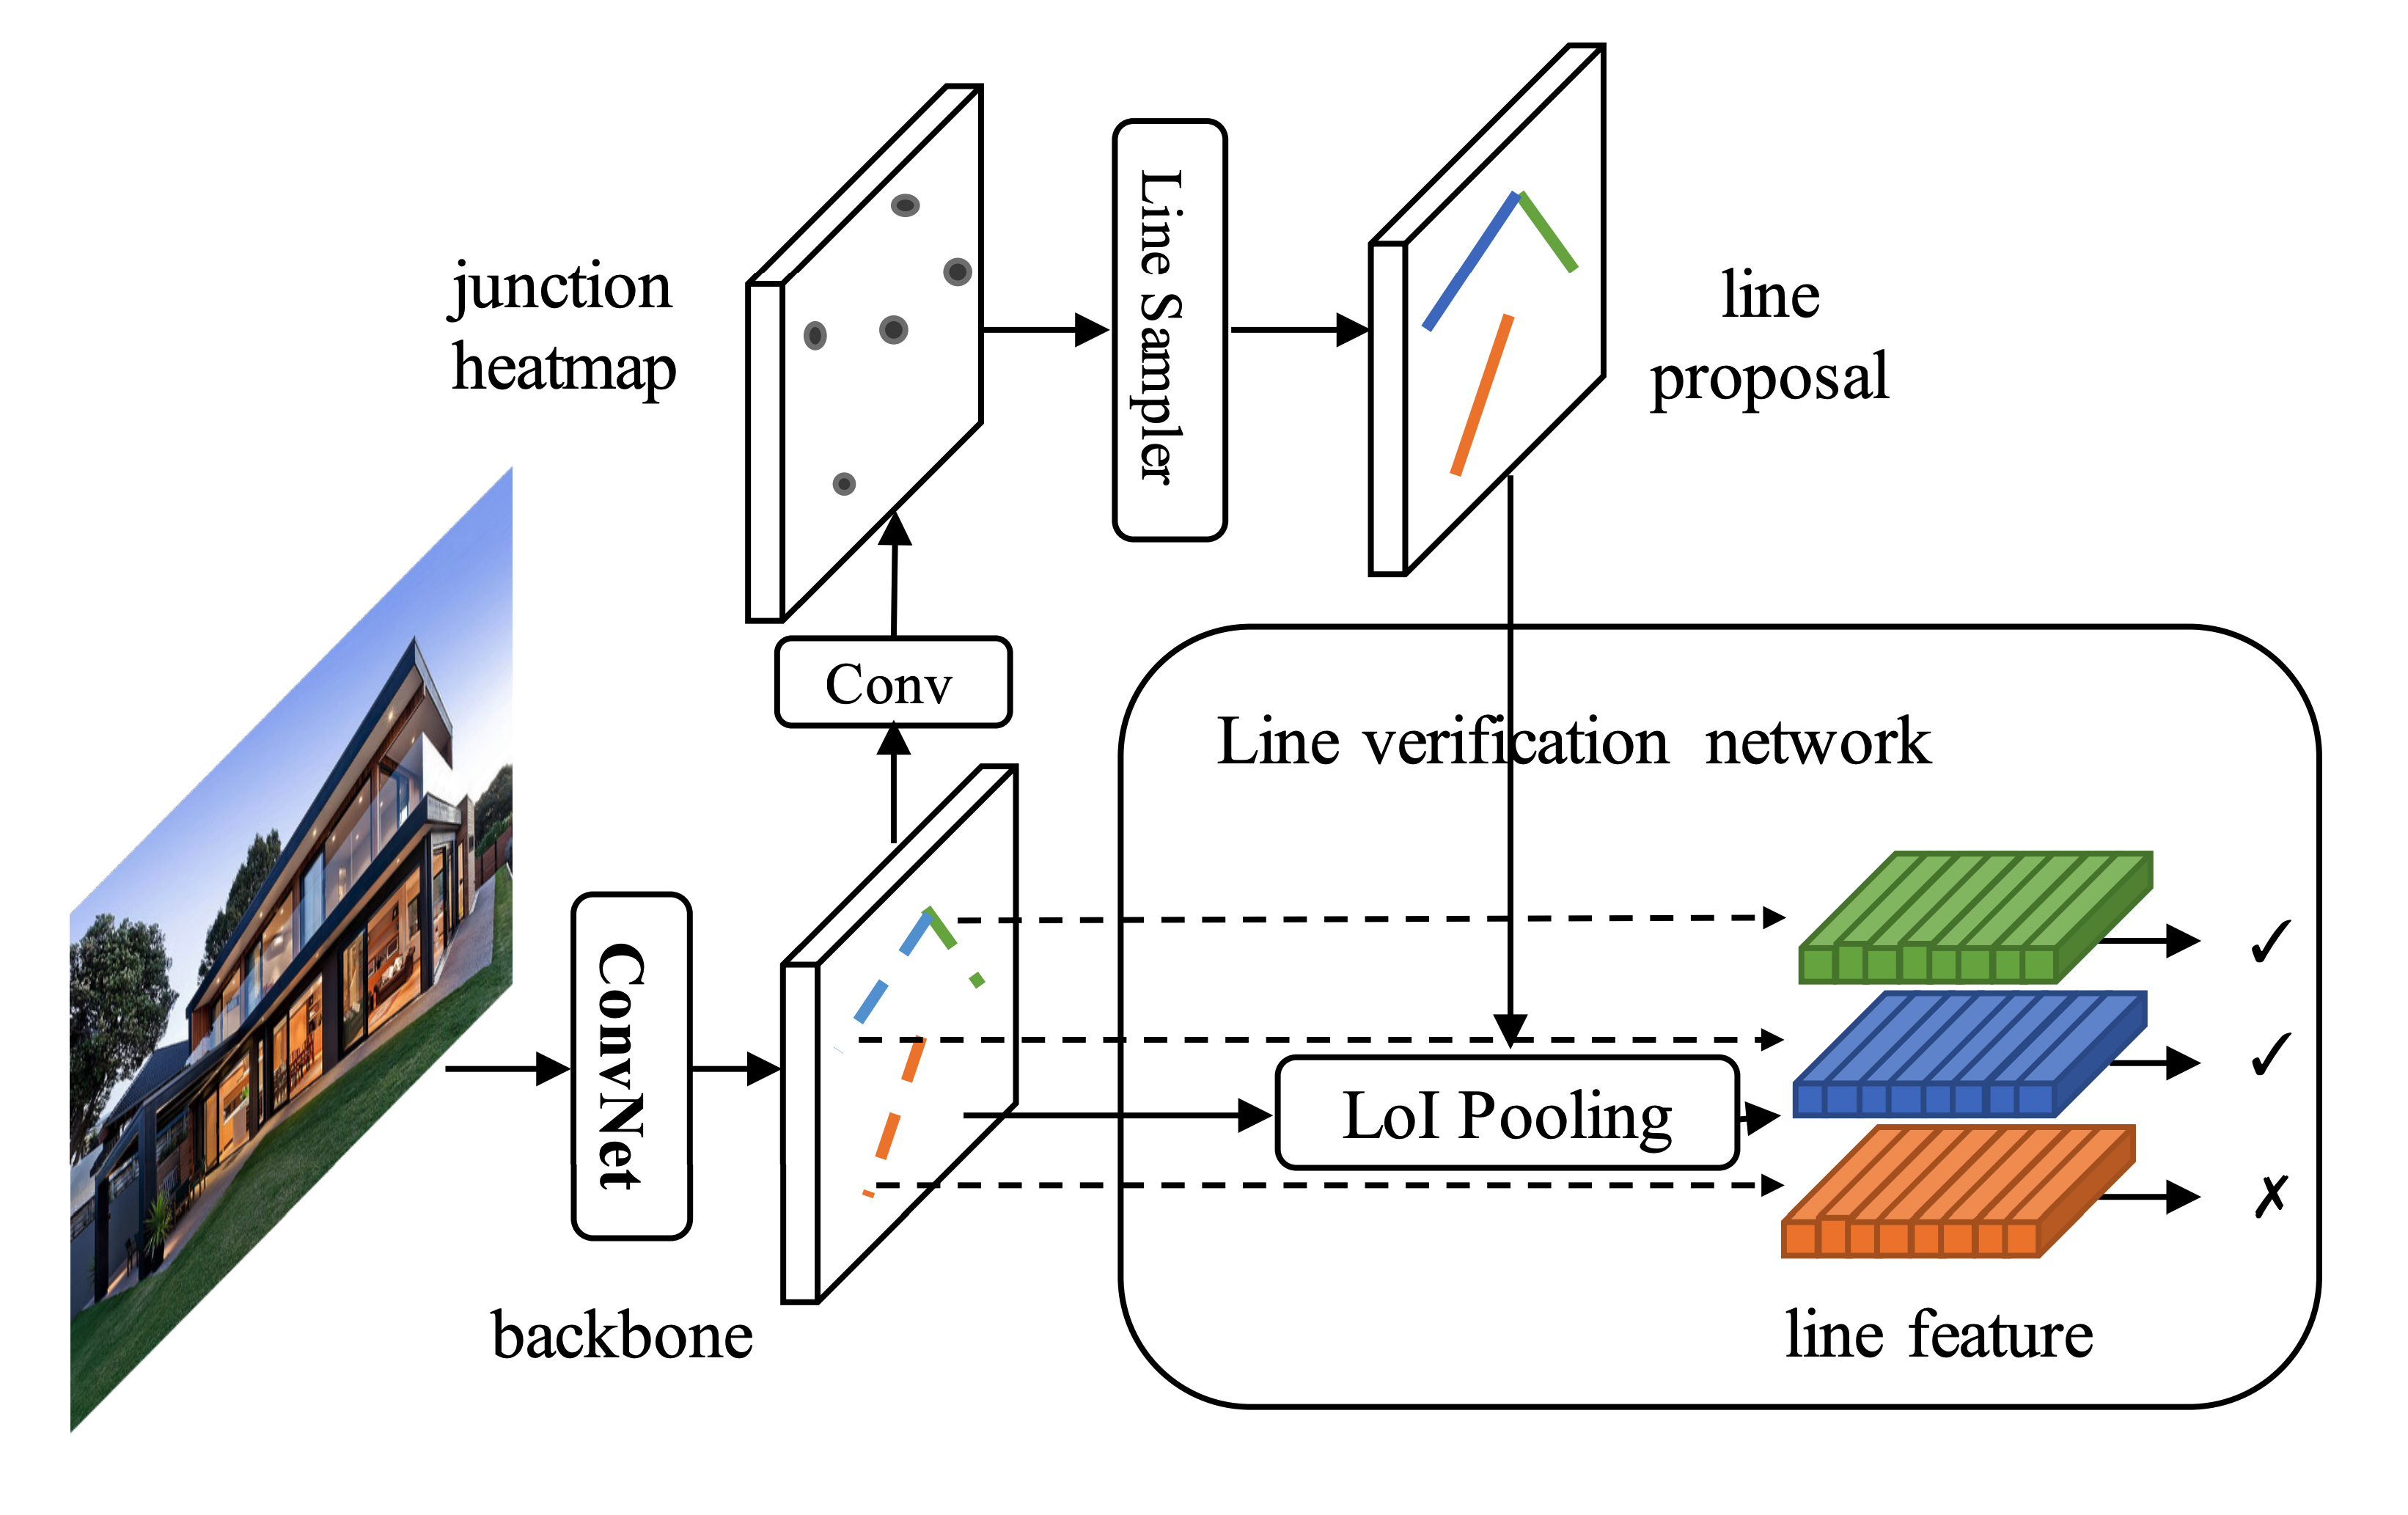 junction
heatmap
Line Sampler
line
proposal
Conv
Line verification network
ConvNet
LoI Pooling
✓
✓
✗
backbone
line feature